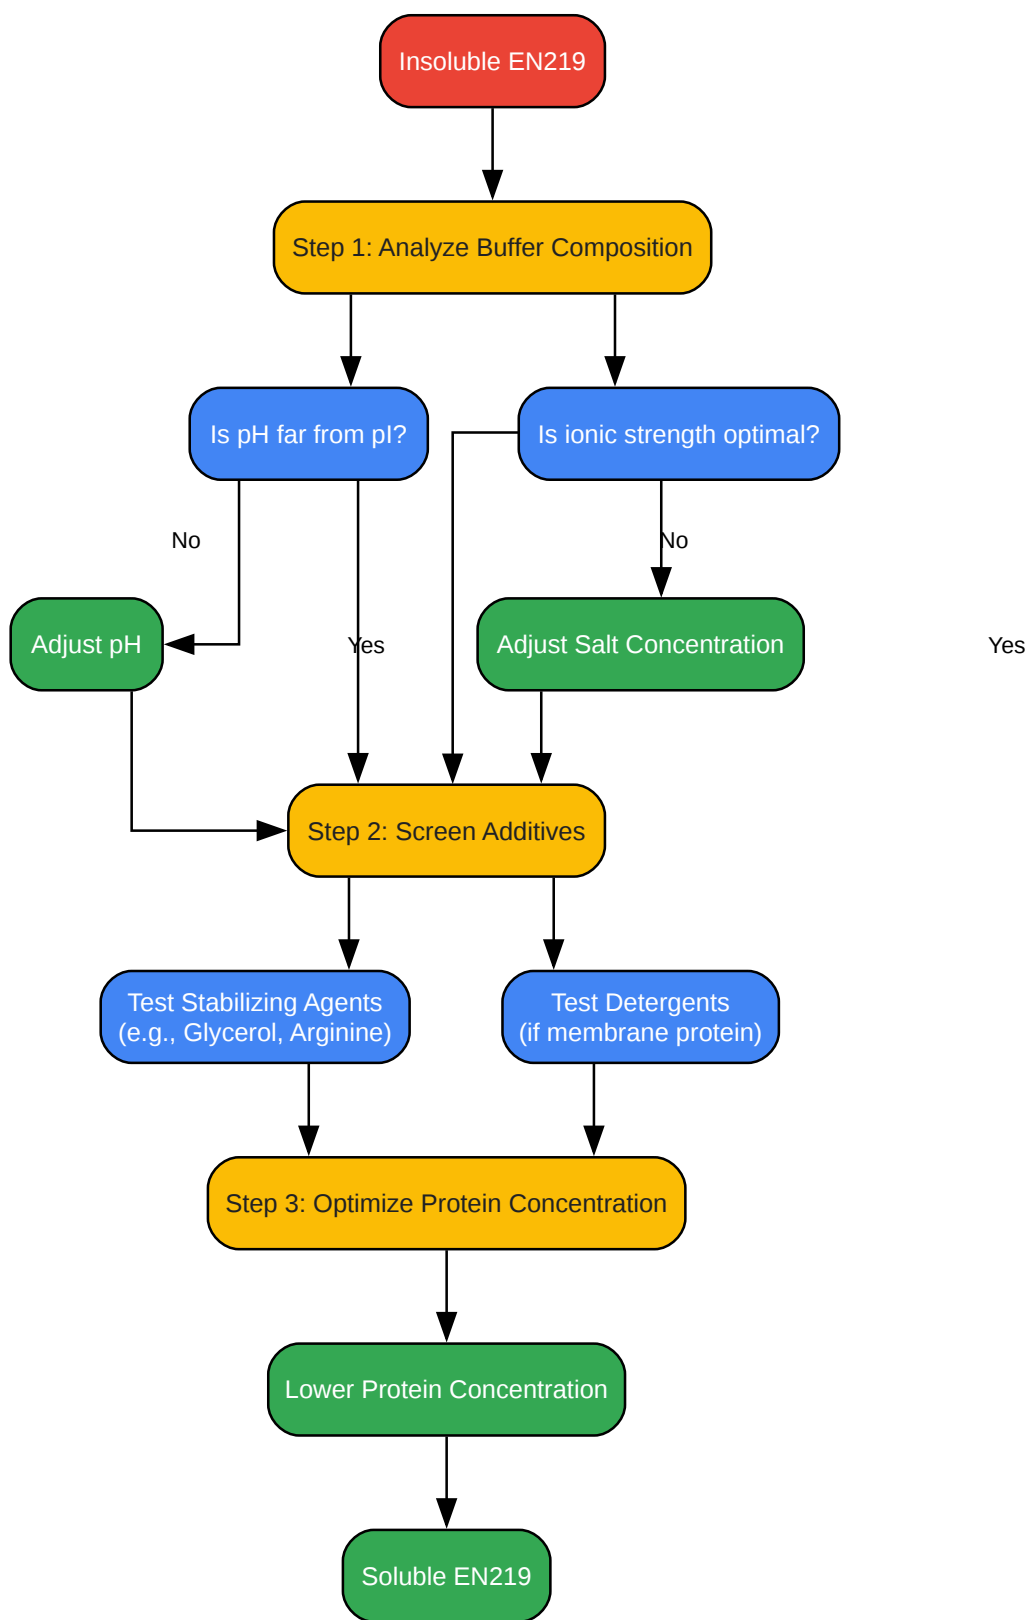 Insoluble EN219
Step 1: Analyze Buffer Composition
Is pH far from pI?
Is ionic strength optimal?
No
No
Adjust pH
Yes
Adjust Salt Concentration
Yes
Step 2: Screen Additives
Test Stabilizing Agents
(e.g., Glycerol, Arginine)
Test Detergents
(if membrane protein)
Step 3: Optimize Protein Concentration
Lower Protein Concentration
Soluble EN219